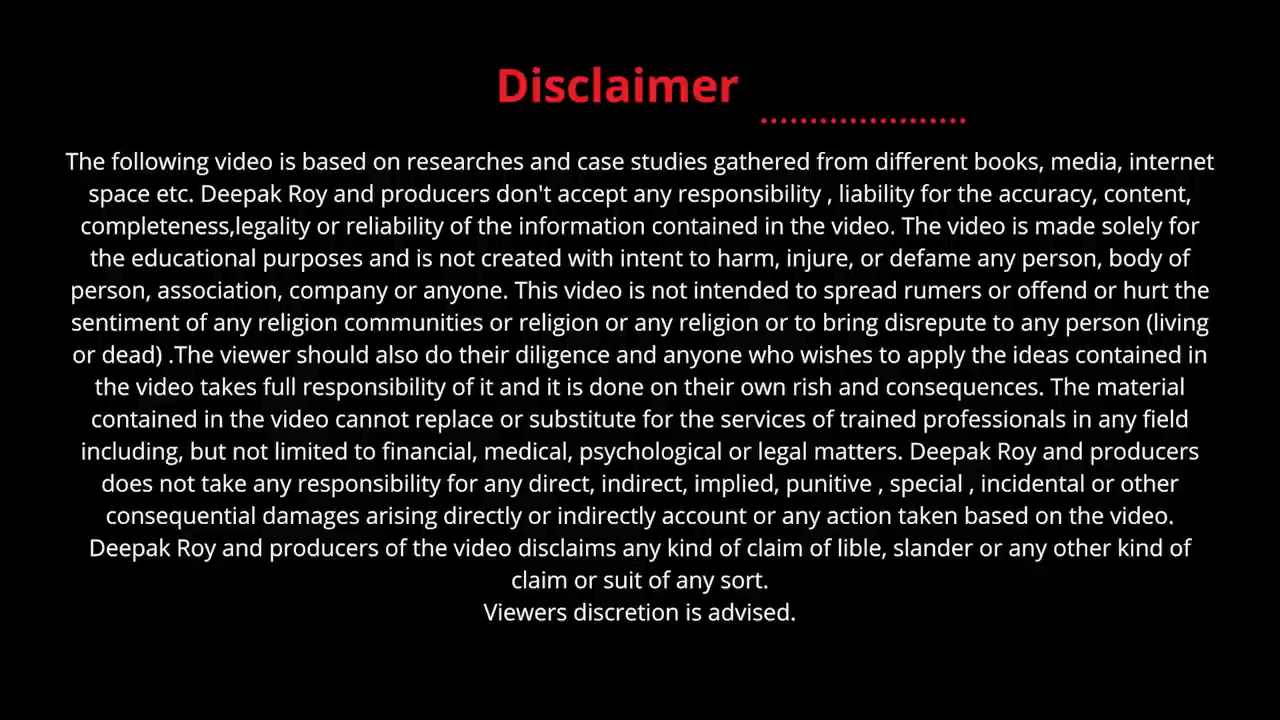 Disclaimer
The following video is based on researches and case studies gathered from different books, media, internet
space etc. Deepak Roy and producers don't accept any responsibility , liability for the accuracy, content,
completeness,legality or reliability of the information contained in the video. The video is made solely for
the educational purposes and is not created with intent to harm, injure, or defame any person, body of
person, association, company or anyone. This video is not intended to spread rumers or offend or hurt the
sentiment of any religion communities or religion or any religion or to bring disrepute to any person (living
or dead) .The viewer should also do their diligence and anyone who wishes to apply the ideas contained in
the video takes full responsibility of it and it is done on their own rish and consequences. The material
contained in the video cannot replace or substitute for the services of trained professionals in any field
including, but not limited to financial, medical, psychological or legal matters. Deepak Roy and producers
does not take any responsibility for any direct, indirect, implied, punitive , special , incidental or other
consequential damages arising directly or indirectly account or any action taken based on the video.
Deepak Roy and producers of the video disclaims any kind of claim of lible, slander or any other kind of
claim or suit of any sort.
Viewers discretion is advised.